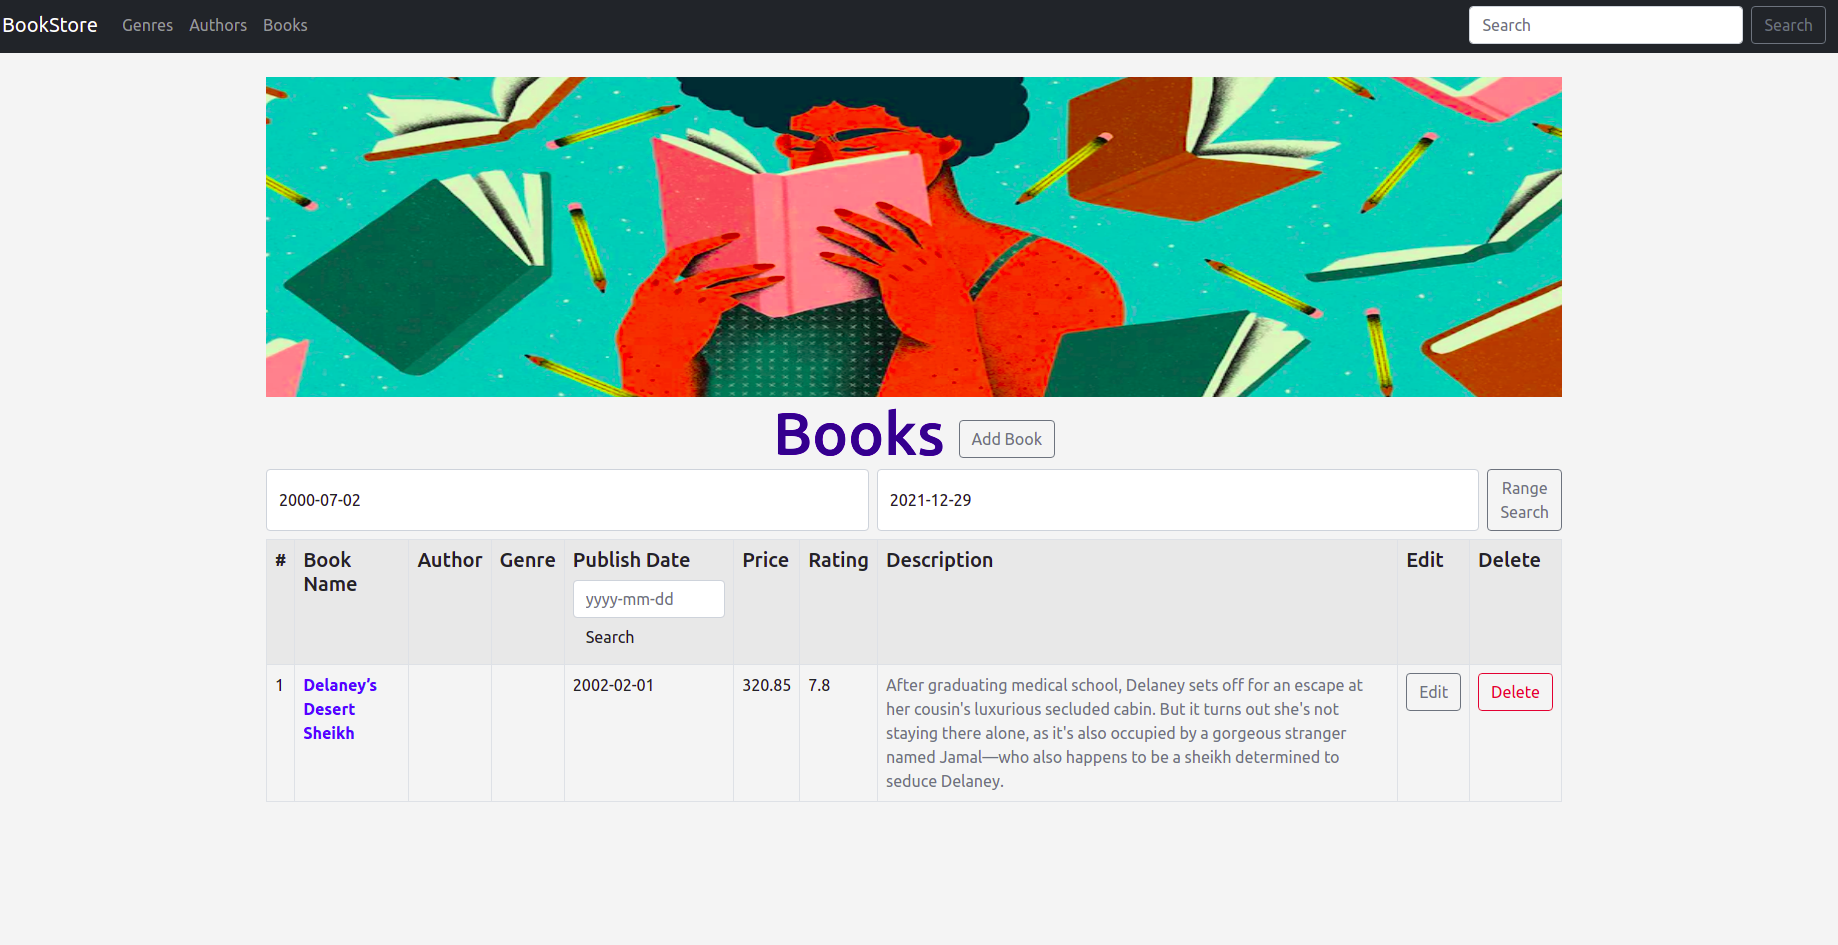 BookStore Genres Authors Books Search Search
Books Add Book
2000-07-02 2021-12-29 Range
Search
# Book Author Genre Publish Date Price Rating Description Edit Delete
Name
yyyy-mm-dd
Search
1 Delaney’s 2002-02-01 320.85 7.8 After graduating medical school, Delaney sets off for an escape at Edit Delete
Desert her cousin's luxurious secluded cabin. But it turns out she's not
Sheikh staying there alone, as it's also occupied by a gorgeous stranger
named Jamal—who also happens to be a sheikh determined to
seduce Delaney.